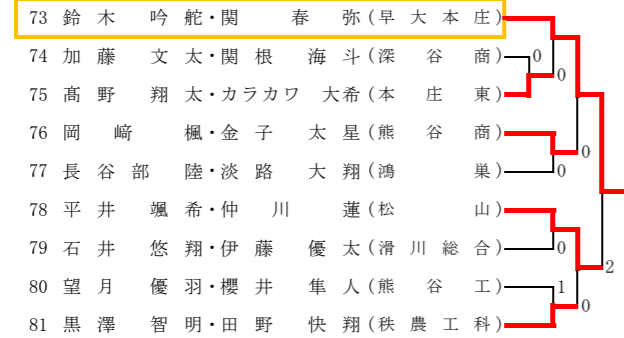 73 鈴木 吟舵・関 春弥(早大本庄)
74 加藤 文太・関根 海斗(深谷商) 0
0
75 髙野 翔太・カラカワ 大希(本庄東)
76 岡﨑 楓・金子 太星(熊谷商)
0
77 長谷部 陸・淡路 大翔(鴻巣) 0
78 平井 颯希・仲川 蓮(松山)
79 石井 悠翔・伊藤 優太(滑川総合) 0
2
80 望月 優羽・櫻井 隼人(熊谷工) 1
0
81 黒澤 智明・田野 快翔(秩農工科)